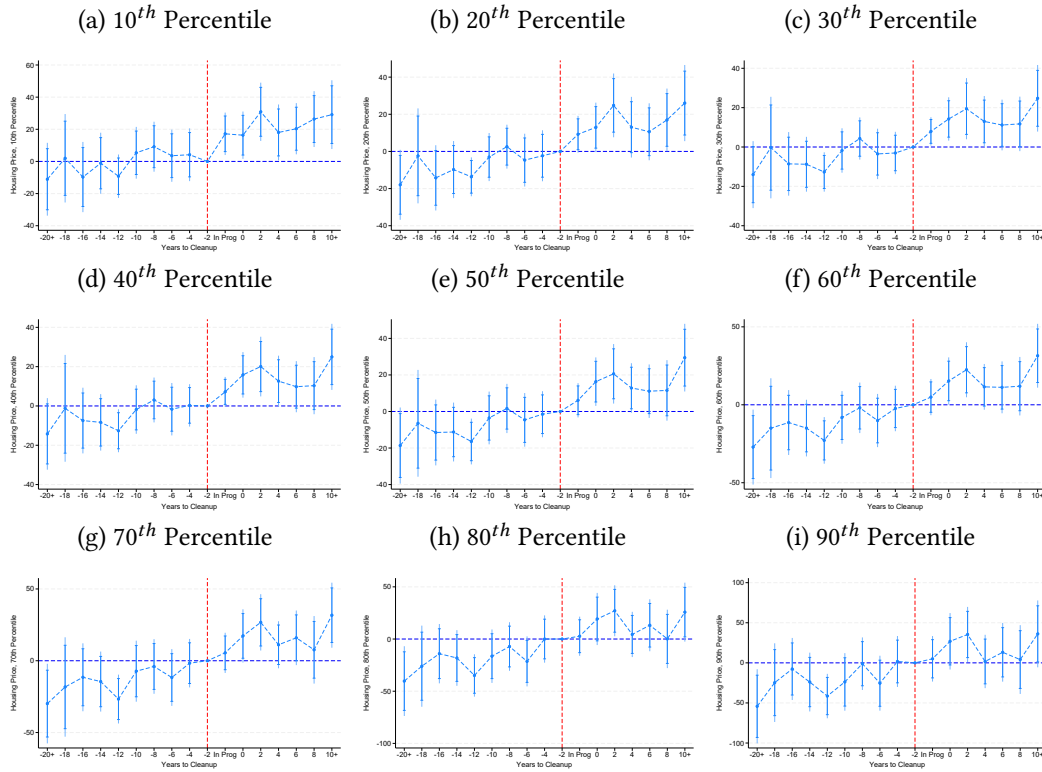 (a) 10th Percentile
(b) 20th Percentile
(c) 30th Percentile
Housing Price, 10th Percentile
60
40
20
0
-20
-40
-20+ -18 -16 -14 -12 -10 -8 -6 -4 -2 In Prog 0 2 4 6 8 10+
Years to Cleanup
Housing Price, 20th Percentile
40
20
0
-20
-40
-20+ -18 -16 -14 -12 -10 -8 -6 -4 -2 In Prog 0 2 4 6 8 10+
Years to Cleanup
Housing Price, 30th Percentile
40
20
0
-20
-40
-20+ -18 -16 -14 -12 -10 -8 -6 -4 -2 In Prog 0 2 4 6 8 10+
Years to Cleanup
(d) 40th Percentile
(e) 50th Percentile
(f) 60th Percentile
Housing Price, 40th Percentile
40
20
0
-20
-40
-20+ -18 -16 -14 -12 -10 -8 -6 -4 -2 In Prog 0 2 4 6 8 10+
Years to Cleanup
Housing Price, 50th Percentile
40
20
0
-20
-40
-20+ -18 -16 -14 -12 -10 -8 -6 -4 -2 In Prog 0 2 4 6 8 10+
Years to Cleanup
Housing Price, 60th Percentile
50
0
-50
-20+ -18 -16 -14 -12 -10 -8 -6 -4 -2 In Prog 0 2 4 6 8 10+
Years to Cleanup
(g) 70th Percentile
(h) 80th Percentile
(i) 90th Percentile
Housing Price, 70th Percentile
50
0
-50
-20+ -18 -16 -14 -12 -10 -8 -6 -4 -2 In Prog 0 2 4 6 8 10+
Years to Cleanup
Housing Price, 80th Percentile
50
0
-50
-100
-20+ -18 -16 -14 -12 -10 -8 -6 -4 -2 In Prog 0 2 4 6 8 10+
Years to Cleanup
Housing Price, 90th Percentile
100
50
0
-50
-100
-20+ -18 -16 -14 -12 -10 -8 -6 -4 -2 In Prog 0 2 4 6 8 10+
Years to Cleanup